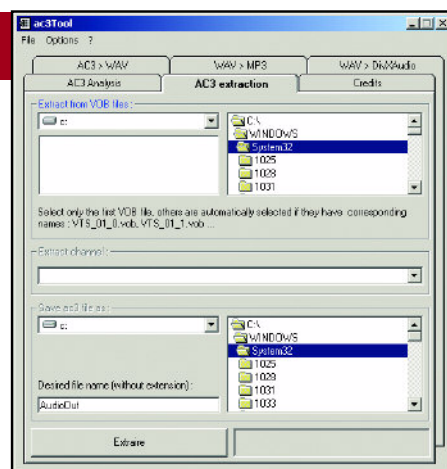 ac3Tool
File Options ?
AC3 > WAV WAV > MP3 WAV > DivXAudio
AC3 Analysis AC3 extraction Credits
Extract from VOB files :
c: C:\
WINDOWS
System32
1025
1028
1031
Select only the first VOB file, others are automatically selected if they have corresponding
names : VTS_01_0.vob, VTS_01_1.vob ...
Extract channel :
Save ac3 file as :
c: C:\
WINDOWS
System32
1025
1028
Desired file name (without extension) : 1031
AudioOut 1033
Extraire